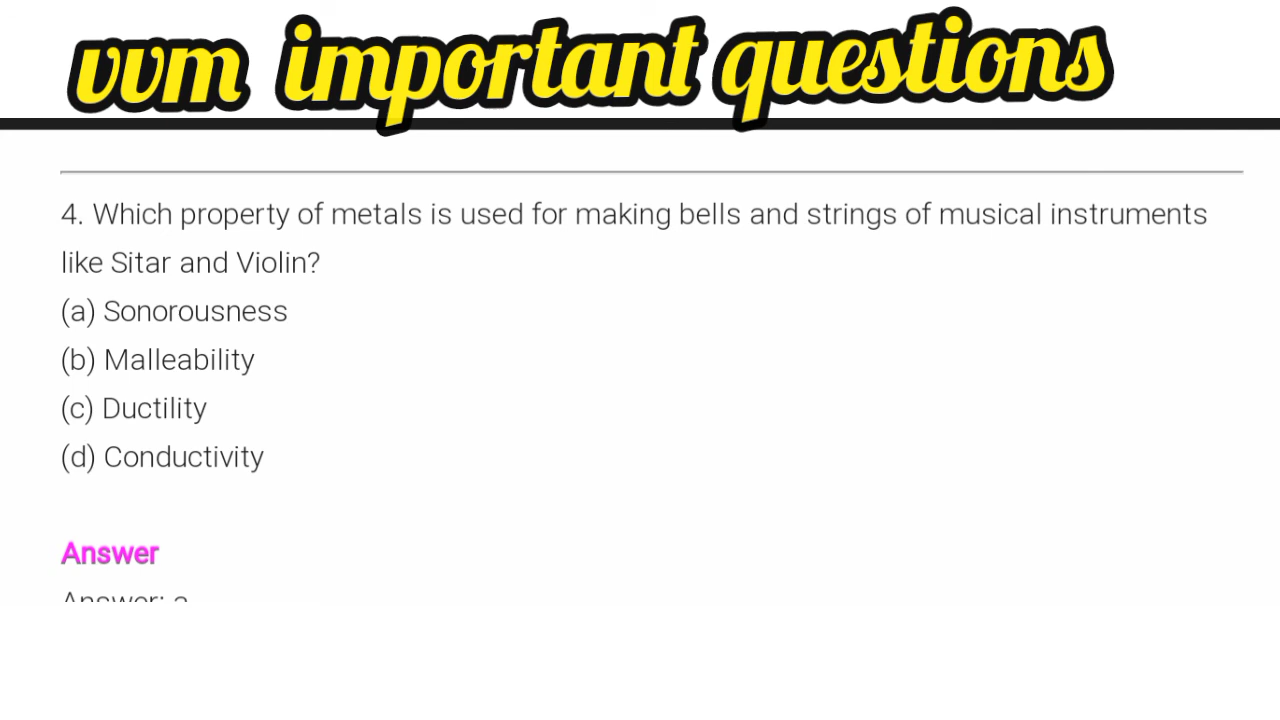 vvm important questions
4. Which property of metals is used for making bells and strings of musical instruments
like Sitar and Violin?
(a) Sonorousness
(b) Malleability
(c) Ductility
(d) Conductivity
Answer
Answer: a